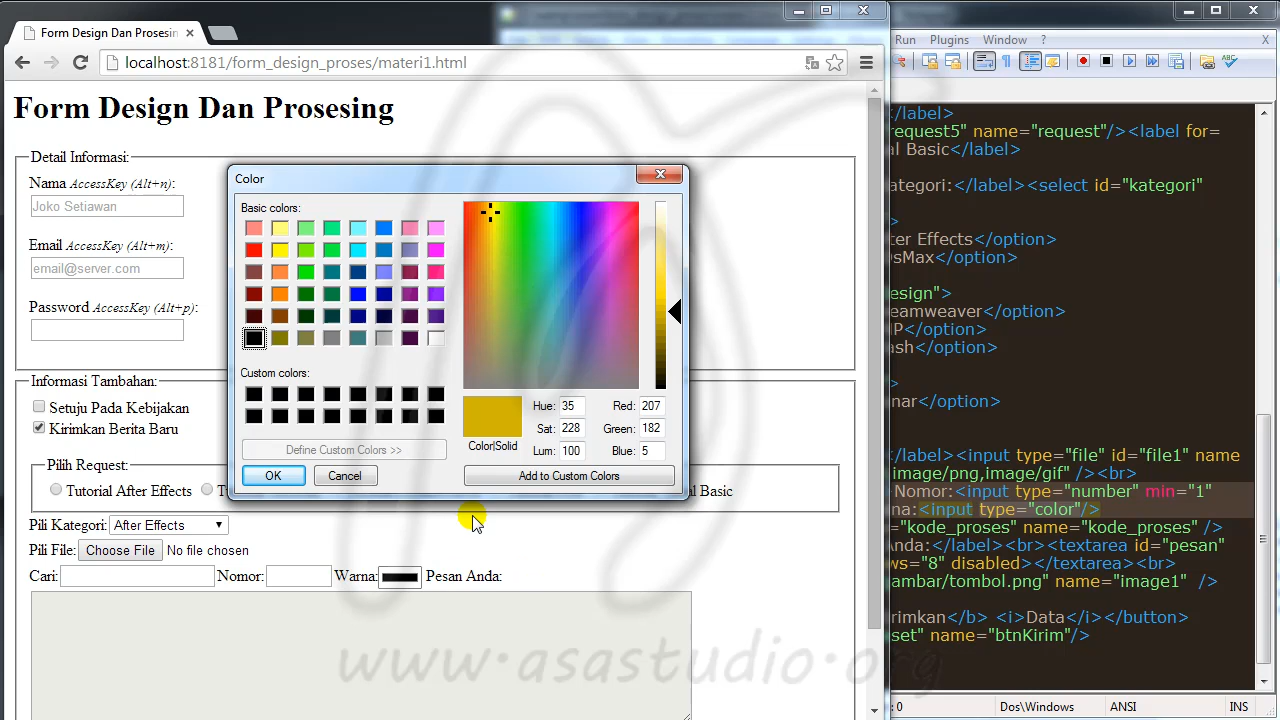 Form Design Dan Prosesin
Run Plugins Window ?
X
localhost:8181/html_design_proses/materi1.html
Form Design Dan Prosesing
Detail Informasi:
Nama AccessKey (Alt+n):
Joko Setiawan
Email AccessKey (Alt+m):
email@server.com
Password AccessKey (Alt+p):
Informasi Tambahan:
Setuju Pada Kebijakan
Kirimkan Berita Baru
Pilih Request:
Tutorial After Effects
al Basic
Pili Kategori: After Effects
Pili File: Choose File No file chosen
Cari: Nomor: Warna: Pesan Anda:
Color
Basic colors:
Custom colors:
Define Custom Colors >>
OK Cancel
Color|Solid
Hue: 35 Red: 207
Sat: 228 Green: 182
Lum: 100 Blue: 5
Add to Custom Colors
</label>
request5" name="request"/><label for=
al Basic</label>
ategori:</label><select id="kategori"
>
ter Effects</option>
DsMax</option>
>
esign">
eamweaver</option>
HP</option>
ash</option>
>
>
nar</option>
</label><input type="file" id="file1" name
image/png,image/gif" /><br>
Nomor:<input type="number" min="1"
na:<input type="color"/>
="kode_proses" name="kode_proses" />
Anda:</label><br><textarea id="pesan"
ws="8" disabled></textarea><br>
ambar/tombol.png" name="image1" />
irimkan</b> <i>Data</i></button>
set" name="btnKirim"/>
: 0 Dos\Windows ANSI INS
www.asastudio.org